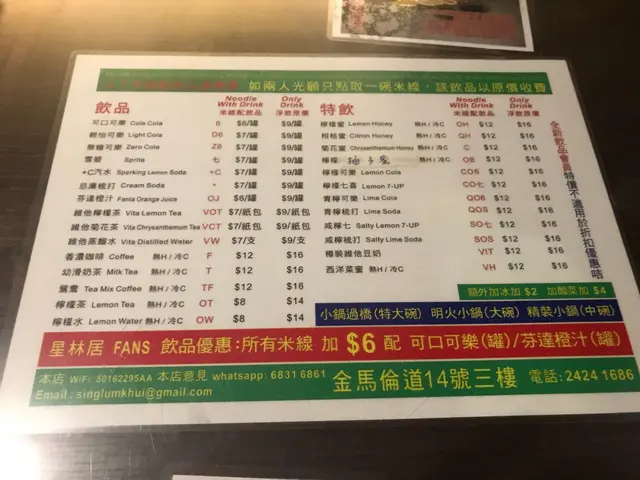 如兩人光顧只點取一碗米線，該飲品以原價收費
飲品 Noodle With Drink 米線配飲品 Only Drink 淨飲原價
可口可樂 Coca Cola 6 $6/罐 $9/罐
輕怡可樂 Light Cola D6 $7/罐 $9/罐
除糖可樂 Zero Cola Z6 $7/罐 $9/罐
雪碧 Sprite 七 $7/罐 $9/罐
+C汽水 Sparking Lemon Soda +C $7/罐 $9/罐
忌廉梳打 Cream Soda * $7/罐 $9/罐
芬達橙汁 Fanta Orange Juice OJ $6/罐 $9/罐
維他檸檬茶 Vita Lemon Tea VOT $7/紙包 $9/紙包
維他菊花茶 Vita Chrysanthemum Tea VCT $7/紙包 $9/紙包
維他蒸餾水 Vita Distilled Water VW $7/支 $9/支
香濃咖啡 Coffee 熱H / 冷C F $12 $16
幼滑奶茶 Milk Tea 熱H / 冷C T $12 $16
鴛鴦 Tea Mix Coffee 熱H / 冷C TF $12 $16
檸檬茶 Lemon Tea 熱H / 冷C OT $8 $14
檸檬水 Lemon Water 熱H / 冷C OW $8 $14
特飲 Noodle With Drink 米線配飲品 Only Drink 淨飲原價
檸檬蜜 Lemon Honey 熱H / 冷C OH $12 $16
柑桔蜜 Citron Honey 熱H / 冷C QH $12 $16
菊花蜜 Chrysanthemum Honey 熱H / 冷C C $12 $16
檸檬 柚子蜜 熱H / 冷C OB $12 $16
檸檬可樂 Lemon Cola CO6 $12 $16
檸檬七喜 Lemon 7-UP CO七 $12 $16
青檸可樂 Lime Cola QO6 $12 $16
青檸梳打 Lime Soda QOS $12 $16
咸檸七 Salty Lemon 7-UP SO七 $12 $16
咸檸梳打 Salty Lime Soda SOS $12 $16
樽裝維他豆奶 VIT $12 $16
西洋菜蜜 熱H / 冷C VH $12 $16
全新飲品會員特價不適用於折扣優惠咭
額外加冰加 $2 加酸菜加 $4
小鍋過橋(特大碗) 明火小鍋(大碗) 精裝小鍋(中碗)
星林居 FANS 飲品優惠:所有米線 加 $6 配 可口可樂(罐)/芬達橙汁(罐)
本店 WiFi: 50162295AA 本店意見 whatsapp: 6831 6861
Email: singlumkhui@gmail.com
金馬倫道14號三樓 電話: 2424 1686